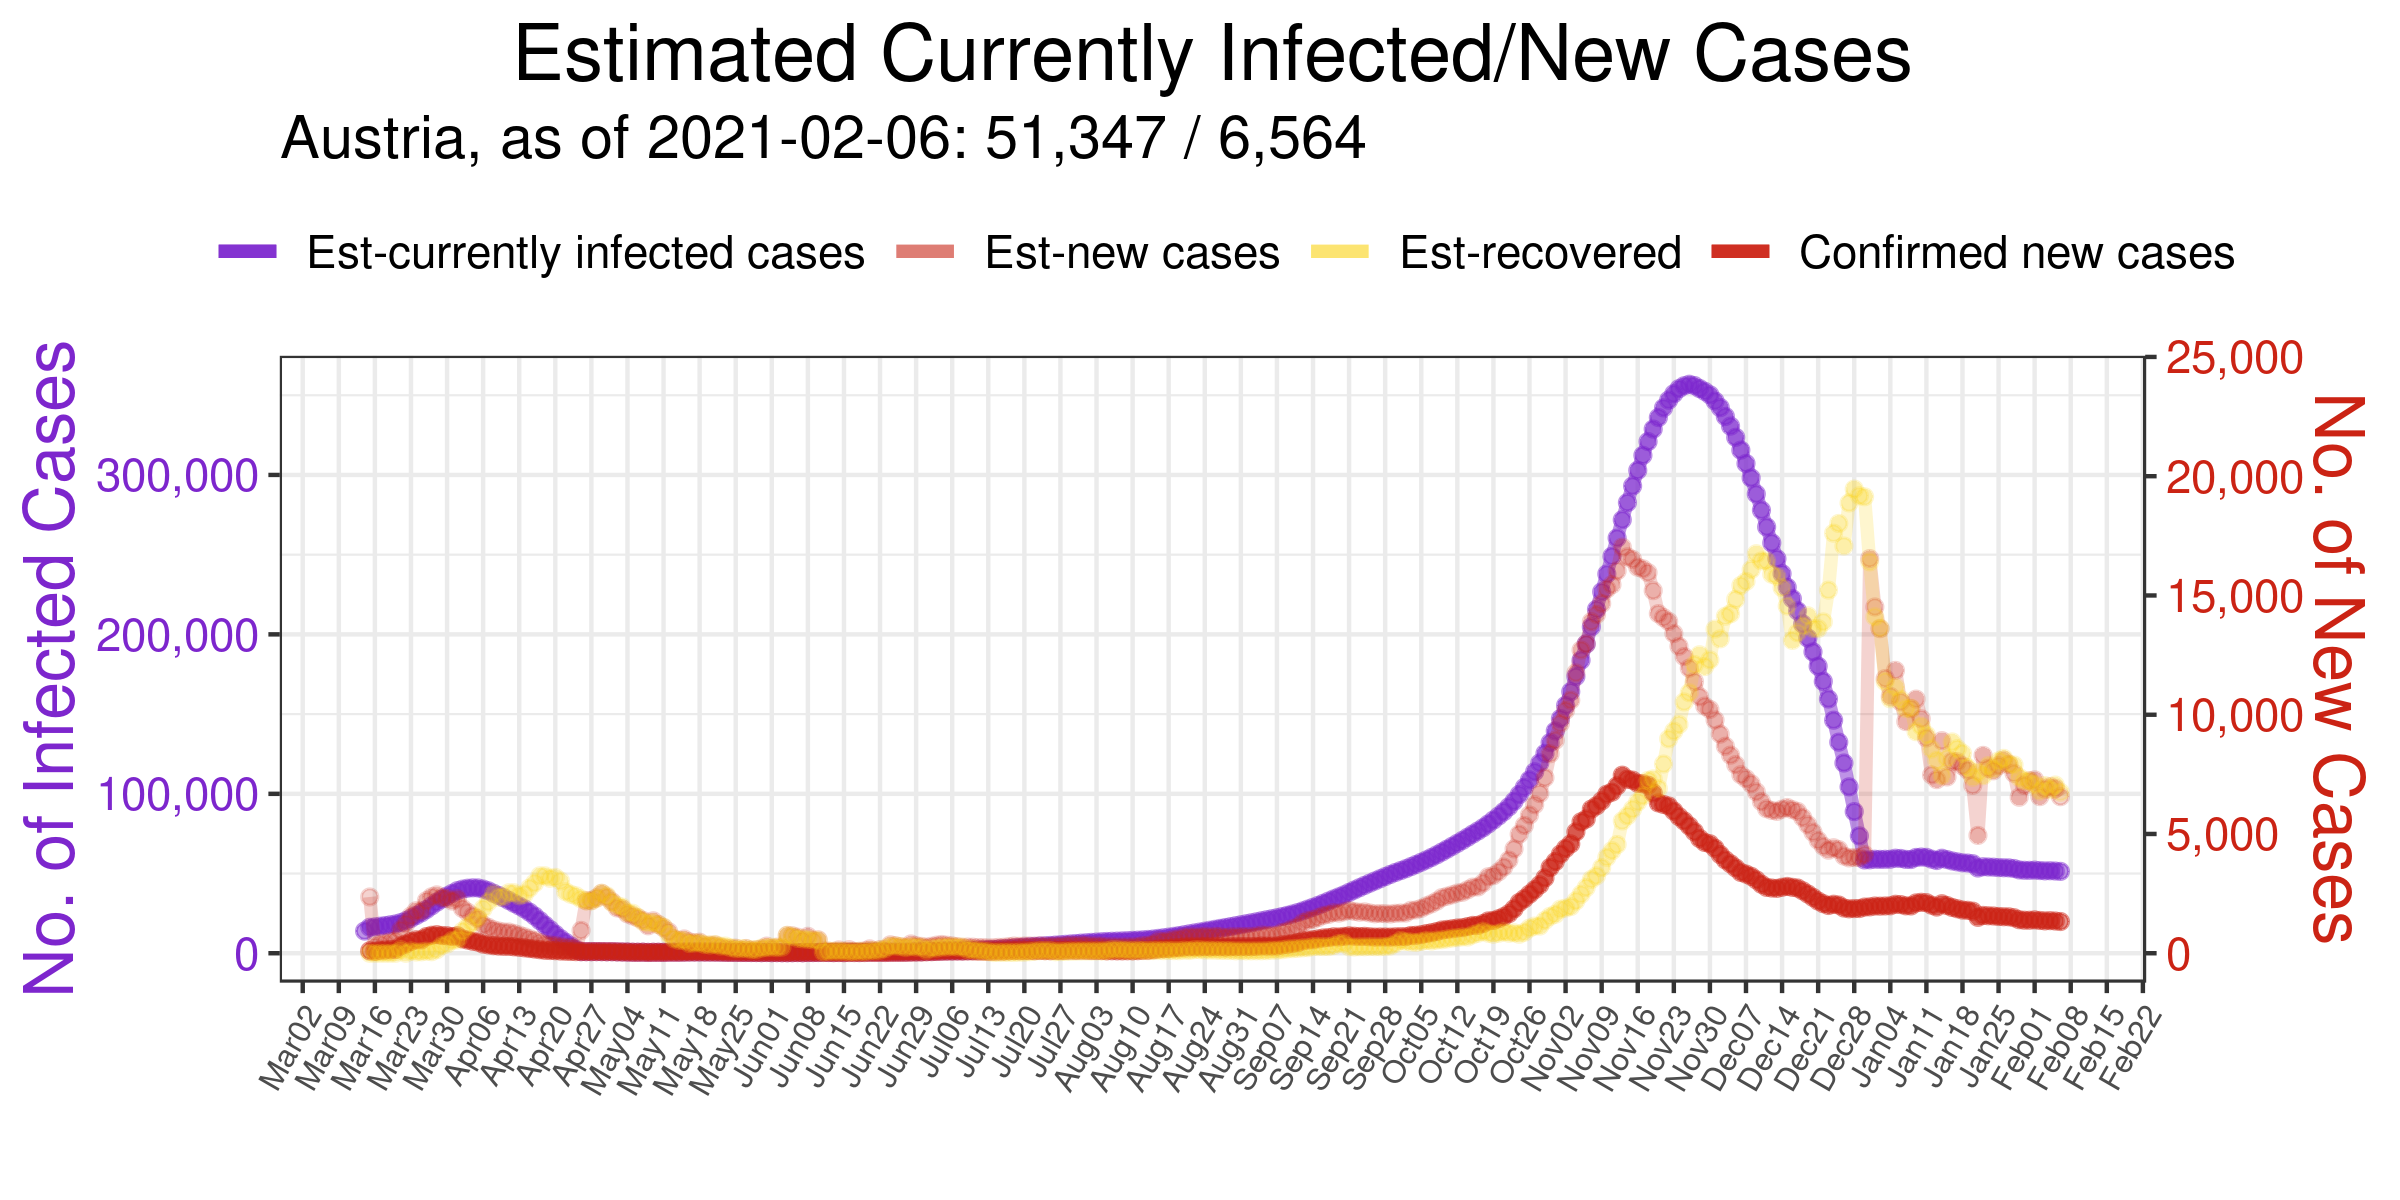 Estimated Currently Infected/New Cases
Austria, as of 2021-02-06: 51,347 / 6,564
Est-currently infected cases Est-new cases Est-recovered Confirmed new cases
No. of Infected Cases
300,000
200,000
100,000
0
25,000
20,000
15,000
10,000
5,000
0
No. of New Cases
Mar02 Mar09 Mar16 Mar23 Mar30 Apr06 Apr13 Apr20 Apr27 May04 May11 May18 May25 Jun01 Jun08 Jun15 Jun22 Jun29 Jul06 Jul13 Jul20 Jul27 Aug03 Aug10 Aug17 Aug24 Aug31 Sep07 Sep14 Sep21 Sep28 Oct05 Oct12 Oct19 Oct26 Nov02 Nov09 Nov16 Nov23 Nov30 Dec07 Dec14 Dec21 Dec28 Jan04 Jan11 Jan18 Jan25 Feb01 Feb08 Feb15 Feb22